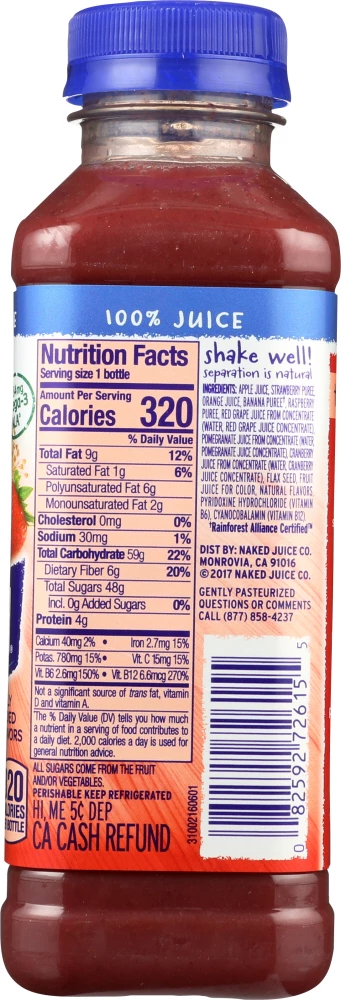 100% JUICE
Nutrition Facts
Serving size 1 bottle
Amount Per Serving
Calories 320
% Daily Value
Total Fat 9g 12%
Saturated Fat 1g 6%
Polyunsaturated Fat 6g
Monounsaturated Fat 2g
Cholesterol 0mg 0%
Sodium 30mg 1%
Total Carbohydrate 59g 22%
Dietary Fiber 6g 20%
Total Sugars 48g
Incl. 0g Added Sugars 0%
Protein 4g
Calcium 40mg 2% • Iron 2.7mg 15%
Potas. 780mg 15% • Vit. C 15mg 15%
Vit. B6 2.6mg 150% • Vit. B12 6.6mcg 270%
Not a significant source of trans fat, vitamin
D and vitamin A.
The % Daily Value (DV) tells you how much
a nutrient in a serving of food contributes to
a daily diet. 2,000 calories a day is used for
general nutrition advice.
ALL SUGARS COME FROM THE FRUIT
AND/OR VEGETABLES.
PERISHABLE KEEP REFRIGERATED
HI, ME 5¢ DEP
CA CASH REFUND
shake well!
separation is natural
INGREDIENTS: APPLE JUICE, STRAWBERRY PUREE,
ORANGE JUICE, BANANA PUREE*, RASPBERRY
PUREE, RED GRAPE JUICE FROM CONCENTRATE
(WATER, RED GRAPE JUICE CONCENTRATE),
POMEGRANATE JUICE FROM CONCENTRATE (WATER,
POMEGRANATE JUICE CONCENTRATE), CRANBERRY
JUICE FROM CONCENTRATE (WATER, CRANBERRY
JUICE CONCENTRATE), FLAX SEED, FRUIT
JUICE FOR COLOR, NATURAL FLAVORS,
PYRIDOXINE HYDROCHLORIDE (VITAMIN
B6), CYANOCOBALAMIN (VITAMIN B12).
*Rainforest Alliance Certified™
DIST BY: NAKED JUICE CO.
MONROVIA, CA 91016
© 2017 NAKED JUICE CO.
GENTLY PASTEURIZED
QUESTIONS OR COMMENTS
CALL (877) 858-4237
0 82592 72615 5
31002160601